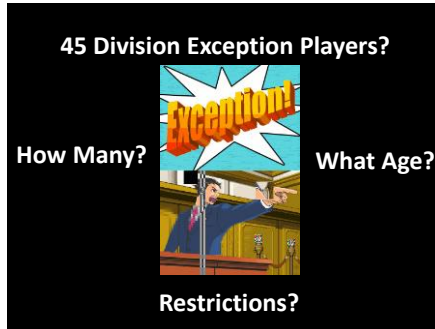 45 Division Exception Players?
Exception!
How Many?
What Age?
Restrictions?